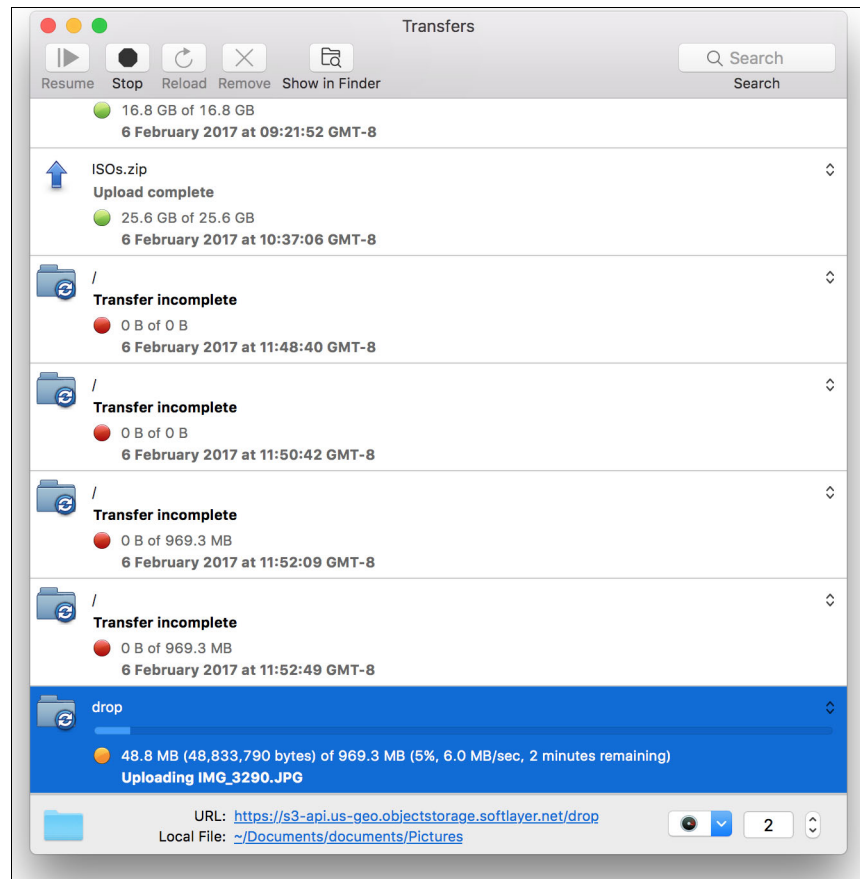 Transfers
Resume Stop Reload Remove Show in Finder
Search
Search
16.8 GB of 16.8 GB
6 February 2017 at 09:21:52 GMT-8
ISOs.zip
Upload complete
25.6 GB of 25.6 GB
6 February 2017 at 10:37:06 GMT-8
/
Transfer incomplete
0 B of 0 B
6 February 2017 at 11:48:40 GMT-8
/
Transfer incomplete
0 B of 0 B
6 February 2017 at 11:50:42 GMT-8
/
Transfer incomplete
0 B of 969.3 MB
6 February 2017 at 11:52:09 GMT-8
/
Transfer incomplete
0 B of 969.3 MB
6 February 2017 at 11:52:49 GMT-8
drop
48.8 MB (48,833,790 bytes) of 969.3 MB (5%, 6.0 MB/sec, 2 minutes remaining)
Uploading IMG_3290.JPG
URL: https://s3-api.us-geo.objectstorage.softlayer.net/drop
Local File: ~/Documents/documents/Pictures
2